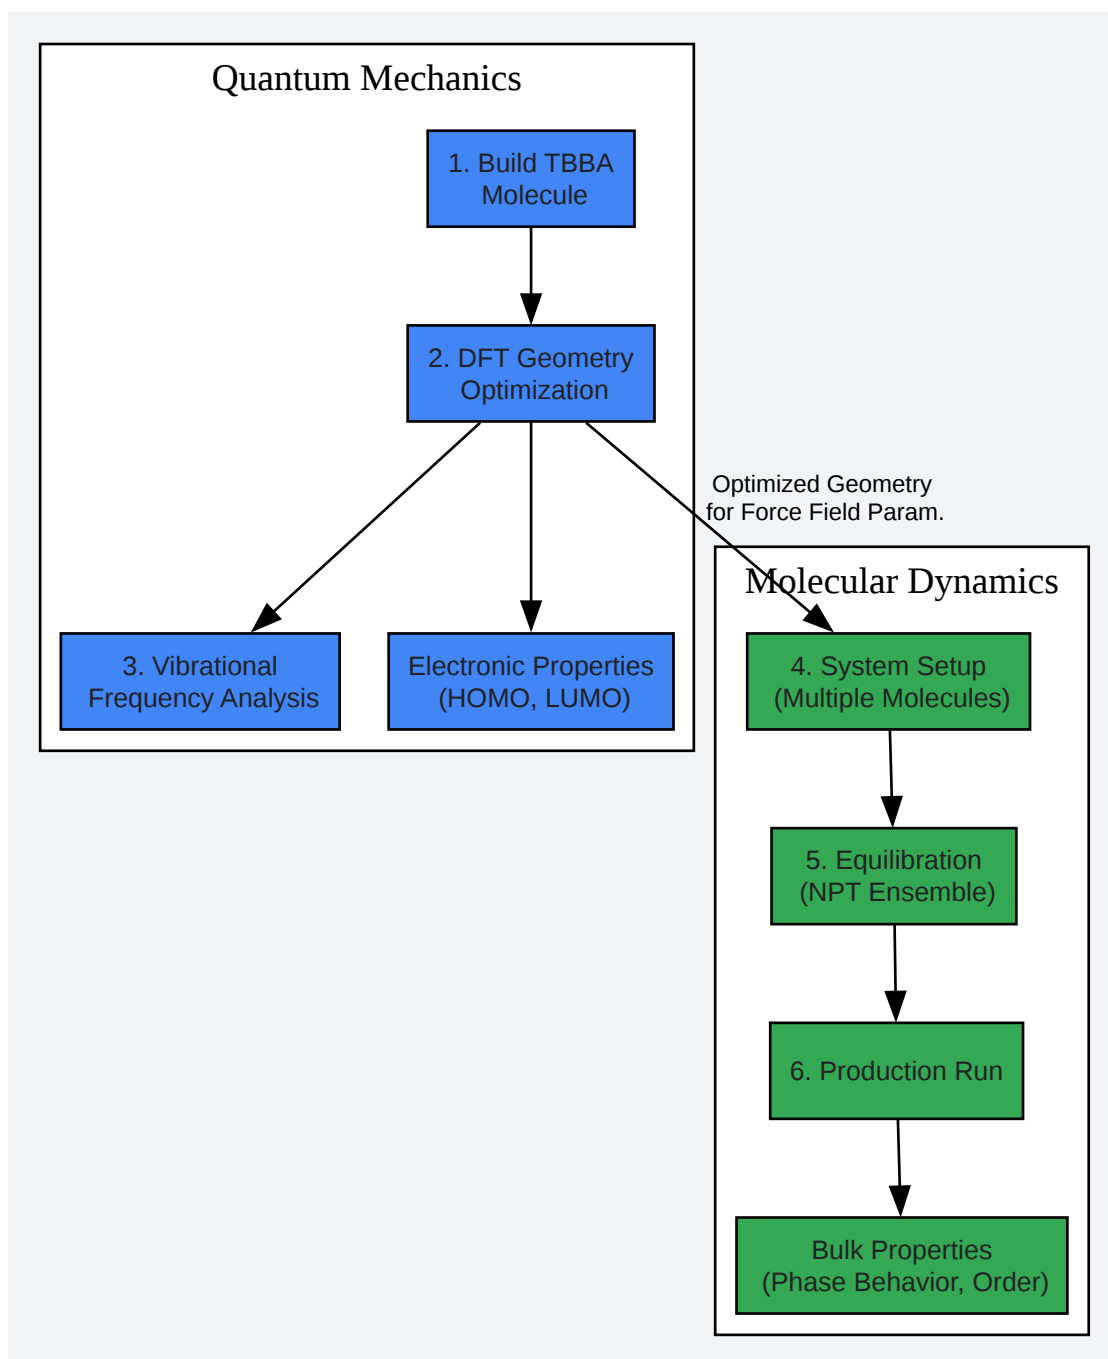 Quantum Mechanics
1. Build TBBA
Molecule
2. DFT Geometry
Optimization
Optimized Geometry
for Force Field Param.
3. Vibrational
Frequency Analysis
Electronic Properties
(HOMO, LUMO)
Molecular Dynamics
4. System Setup
(Multiple Molecules)
5. Equilibration
(NPT Ensemble)
6. Production Run
Bulk Properties
(Phase Behavior, Order)